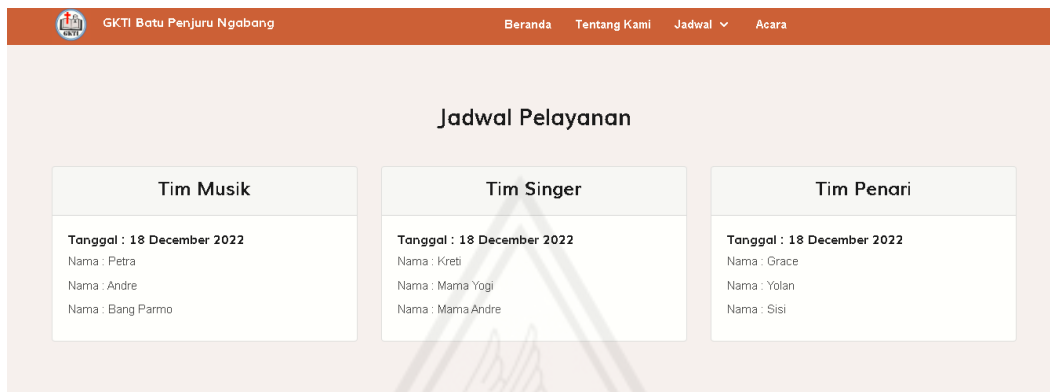 GKTI
GKTI Batu Penjuru Ngabang
Beranda Tentang Kami Jadwal Acara
Jadwal Pelayanan
Tim Musik
Tanggal : 18 December 2022
Nama : Petra
Nama : Andre
Nama : Bang Parmo
Tim Singer
Tanggal : 18 December 2022
Nama : Kreti
Nama : Mama Yogi
Nama : Mama Andre
Tim Penari
Tanggal : 18 December 2022
Nama : Grace
Nama : Yolan
Nama : Sisi